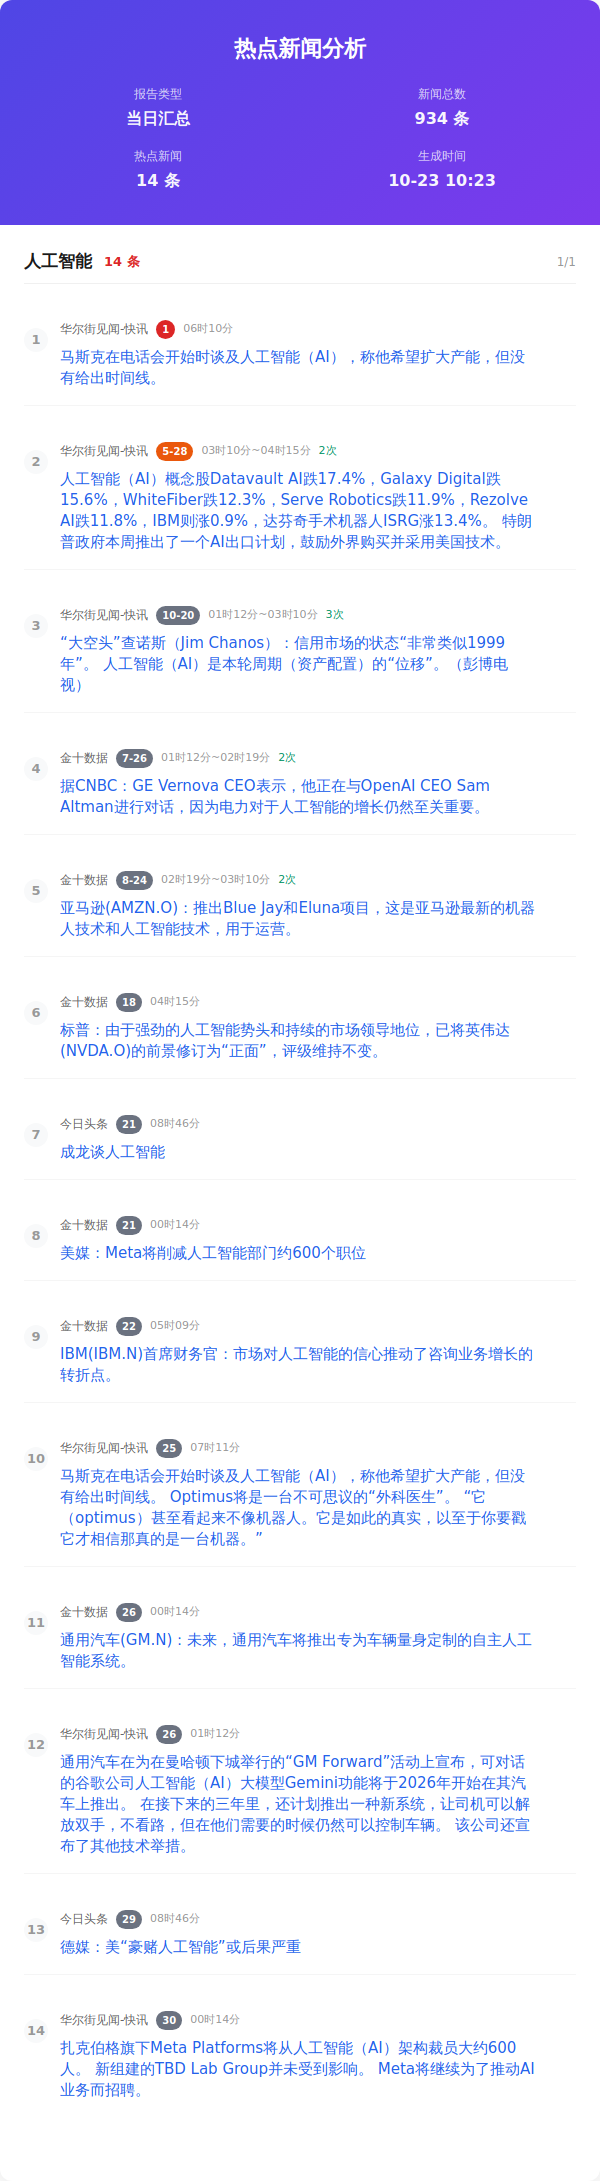 热点新闻分析
报告类型 新闻总数
当日汇总 934 条
热点新闻 生成时间
14 条 10-23 10:23
人工智能 14 条 1/1
1 华尔街见闻-快讯 1 06时10分
马斯克在电话会开始时谈及人工智能（AI），称他希望扩大产能，但没
有给出时间线。
2 华尔街见闻-快讯 5-28 03时10分~04时15分 2次
人工智能（AI）概念股Datavault AI跌17.4%，Galaxy Digital跌
15.6%，WhiteFiber跌12.3%，Serve Robotics跌11.9%，Rezolve
AI跌11.8%，IBM则涨0.9%，达芬奇手术机器人ISRG涨13.4%。 特朗
普政府本周推出了一个AI出口计划，鼓励外国购买并采用美国技术。
3 华尔街见闻-快讯 10-20 01时12分~03时10分 3次
“大空头”查诺斯（Jim Chanos）：信用市场的状态“非常类似1999
年”。 人工智能（AI）是本轮周期（资产配置）的“位移”。（彭博电
视）
4 金十数据 7-26 01时12分~02时19分 2次
据CNBC：GE Vernova CEO表示，他正在与OpenAI CEO Sam
Altman进行对话，因为电力对于人工智能的增长仍然至关重要。
5 金十数据 8-24 02时19分~03时10分 2次
亚马逊(AMZN.O)：推出Blue Jay和Eluna项目，这是亚马逊最新的机器
人技术和人工智能技术，用于运营。
6 金十数据 18 04时15分
标普：由于强劲的人工智能势头和持续的市场领导地位，已将英伟达
(NVDA.O)的前景修订为“正面”，评级维持不变。
7 今日头条 21 08时46分
成龙谈人工智能
8 金十数据 21 00时14分
美媒：Meta将削减人工智能部门约600个职位
9 金十数据 22 05时09分
IBM(IBM.N)首席财务官：市场对人工智能的信心推动了咨询业务增长的
转折点。
10 华尔街见闻-快讯 25 07时11分
马斯克在电话会开始时谈及人工智能（AI），称他希望扩大产能，但没
有给出时间线。 Optimus将是一台不可思议的“外科医生”。 “它
（optimus）甚至看起来不像机器人。它是如此的真实，以至于你要戳
它才相信那真的是一台机器。”
11 金十数据 26 00时14分
通用汽车(GM.N)：未来，通用汽车将推出专为车辆量身定制的自主人工
智能系统。
12 华尔街见闻-快讯 26 01时12分
通用汽车在为在曼哈顿下城举行的“GM Forward”活动上宣布，可对话
的谷歌公司人工智能（AI）大模型Gemini功能将于2026年开始在其汽
车上推出。 在接下来的三年里，还计划推出一种新系统，让司机可以解
放双手，不看路，但在他们需要的时候仍然可以控制车辆。 该公司还宣
布了其他技术举措。
13 今日头条 29 08时46分
德媒：美“豪赌人工智能”或后果严重
14 华尔街见闻-快讯 30 00时14分
扎克伯格旗下Meta Platforms将从人工智能（AI）架构裁员大约600
人。 新组建的TBD Lab Group并未受到影响。 Meta将继续为了推动AI
业务而招聘。